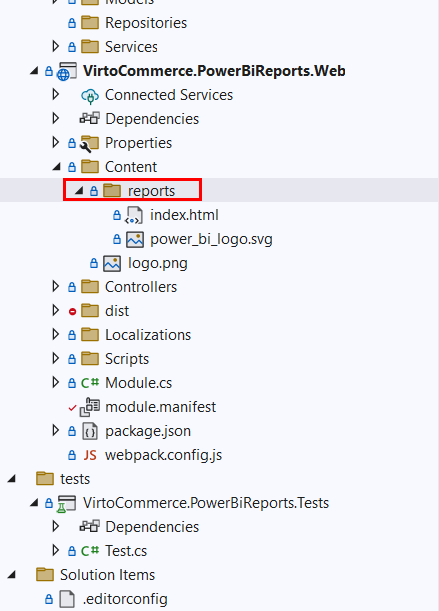 Models
Repositories
Services
VirtoCommerce.PowerBiReports.Web
Connected Services
Dependencies
Properties
Content
reports
index.html
power_bi_logo.svg
logo.png
Controllers
dist
Localizations
Scripts
C# Module.cs
module.manifest
package.json
JS webpack.config.js
tests
VirtoCommerce.PowerBiReports.Tests
Dependencies
C# Test.cs
Solution Items
.editorconfig